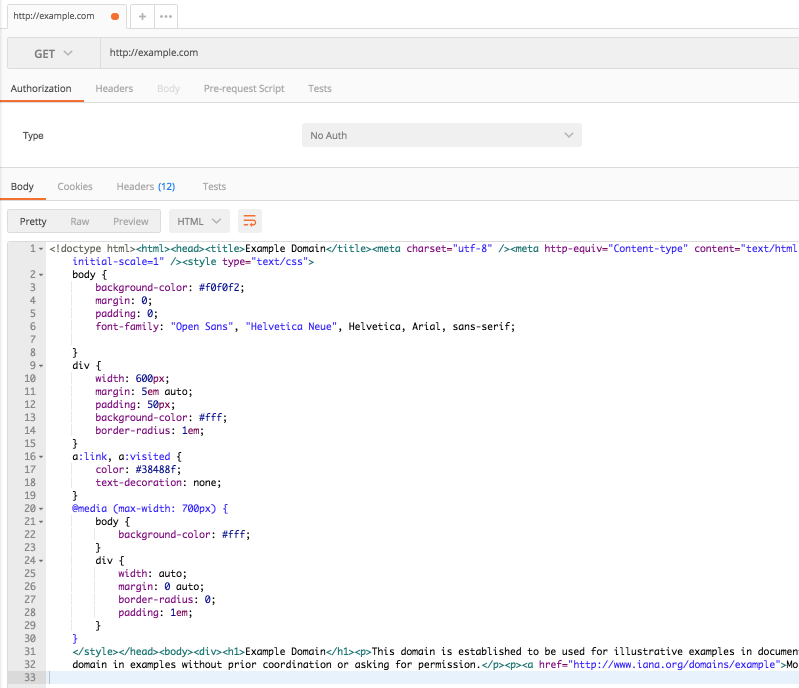 http://example.com
GET http://example.com
Authorization Headers Body Pre-request Script Tests
Type No Auth
Body Cookies Headers (12) Tests
Pretty Raw Preview HTML
1 <!doctype html><html><head><title>Example Domain</title><meta charset="utf-8" /><meta http-equiv="Content-type" content="text/html
initial-scale=1" /><style type="text/css">
2 body {
3 background-color: #f0f0f2;
4 margin: 0;
5 padding: 0;
6 font-family: "Open Sans", "Helvetica Neue", Helvetica, Arial, sans-serif;
7
8 }
9 div {
10 width: 600px;
11 margin: 5em auto;
12 padding: 50px;
13 background-color: #fff;
14 border-radius: 1em;
15 }
16 a:link, a:visited {
17 color: #38488f;
18 text-decoration: none;
19 }
20 @media (max-width: 700px) {
21 body {
22 background-color: #fff;
23 }
24 div {
25 width: auto;
26 margin: 0 auto;
27 border-radius: 0;
28 padding: 1em;
29 }
30 }
31 </style></head><body><div><h1>Example Domain</h1><p>This domain is established to be used for illustrative examples in documen
32 domain in examples without prior coordination or asking for permission.</p><p><a href="http://www.iana.org/domains/example">Mo
33